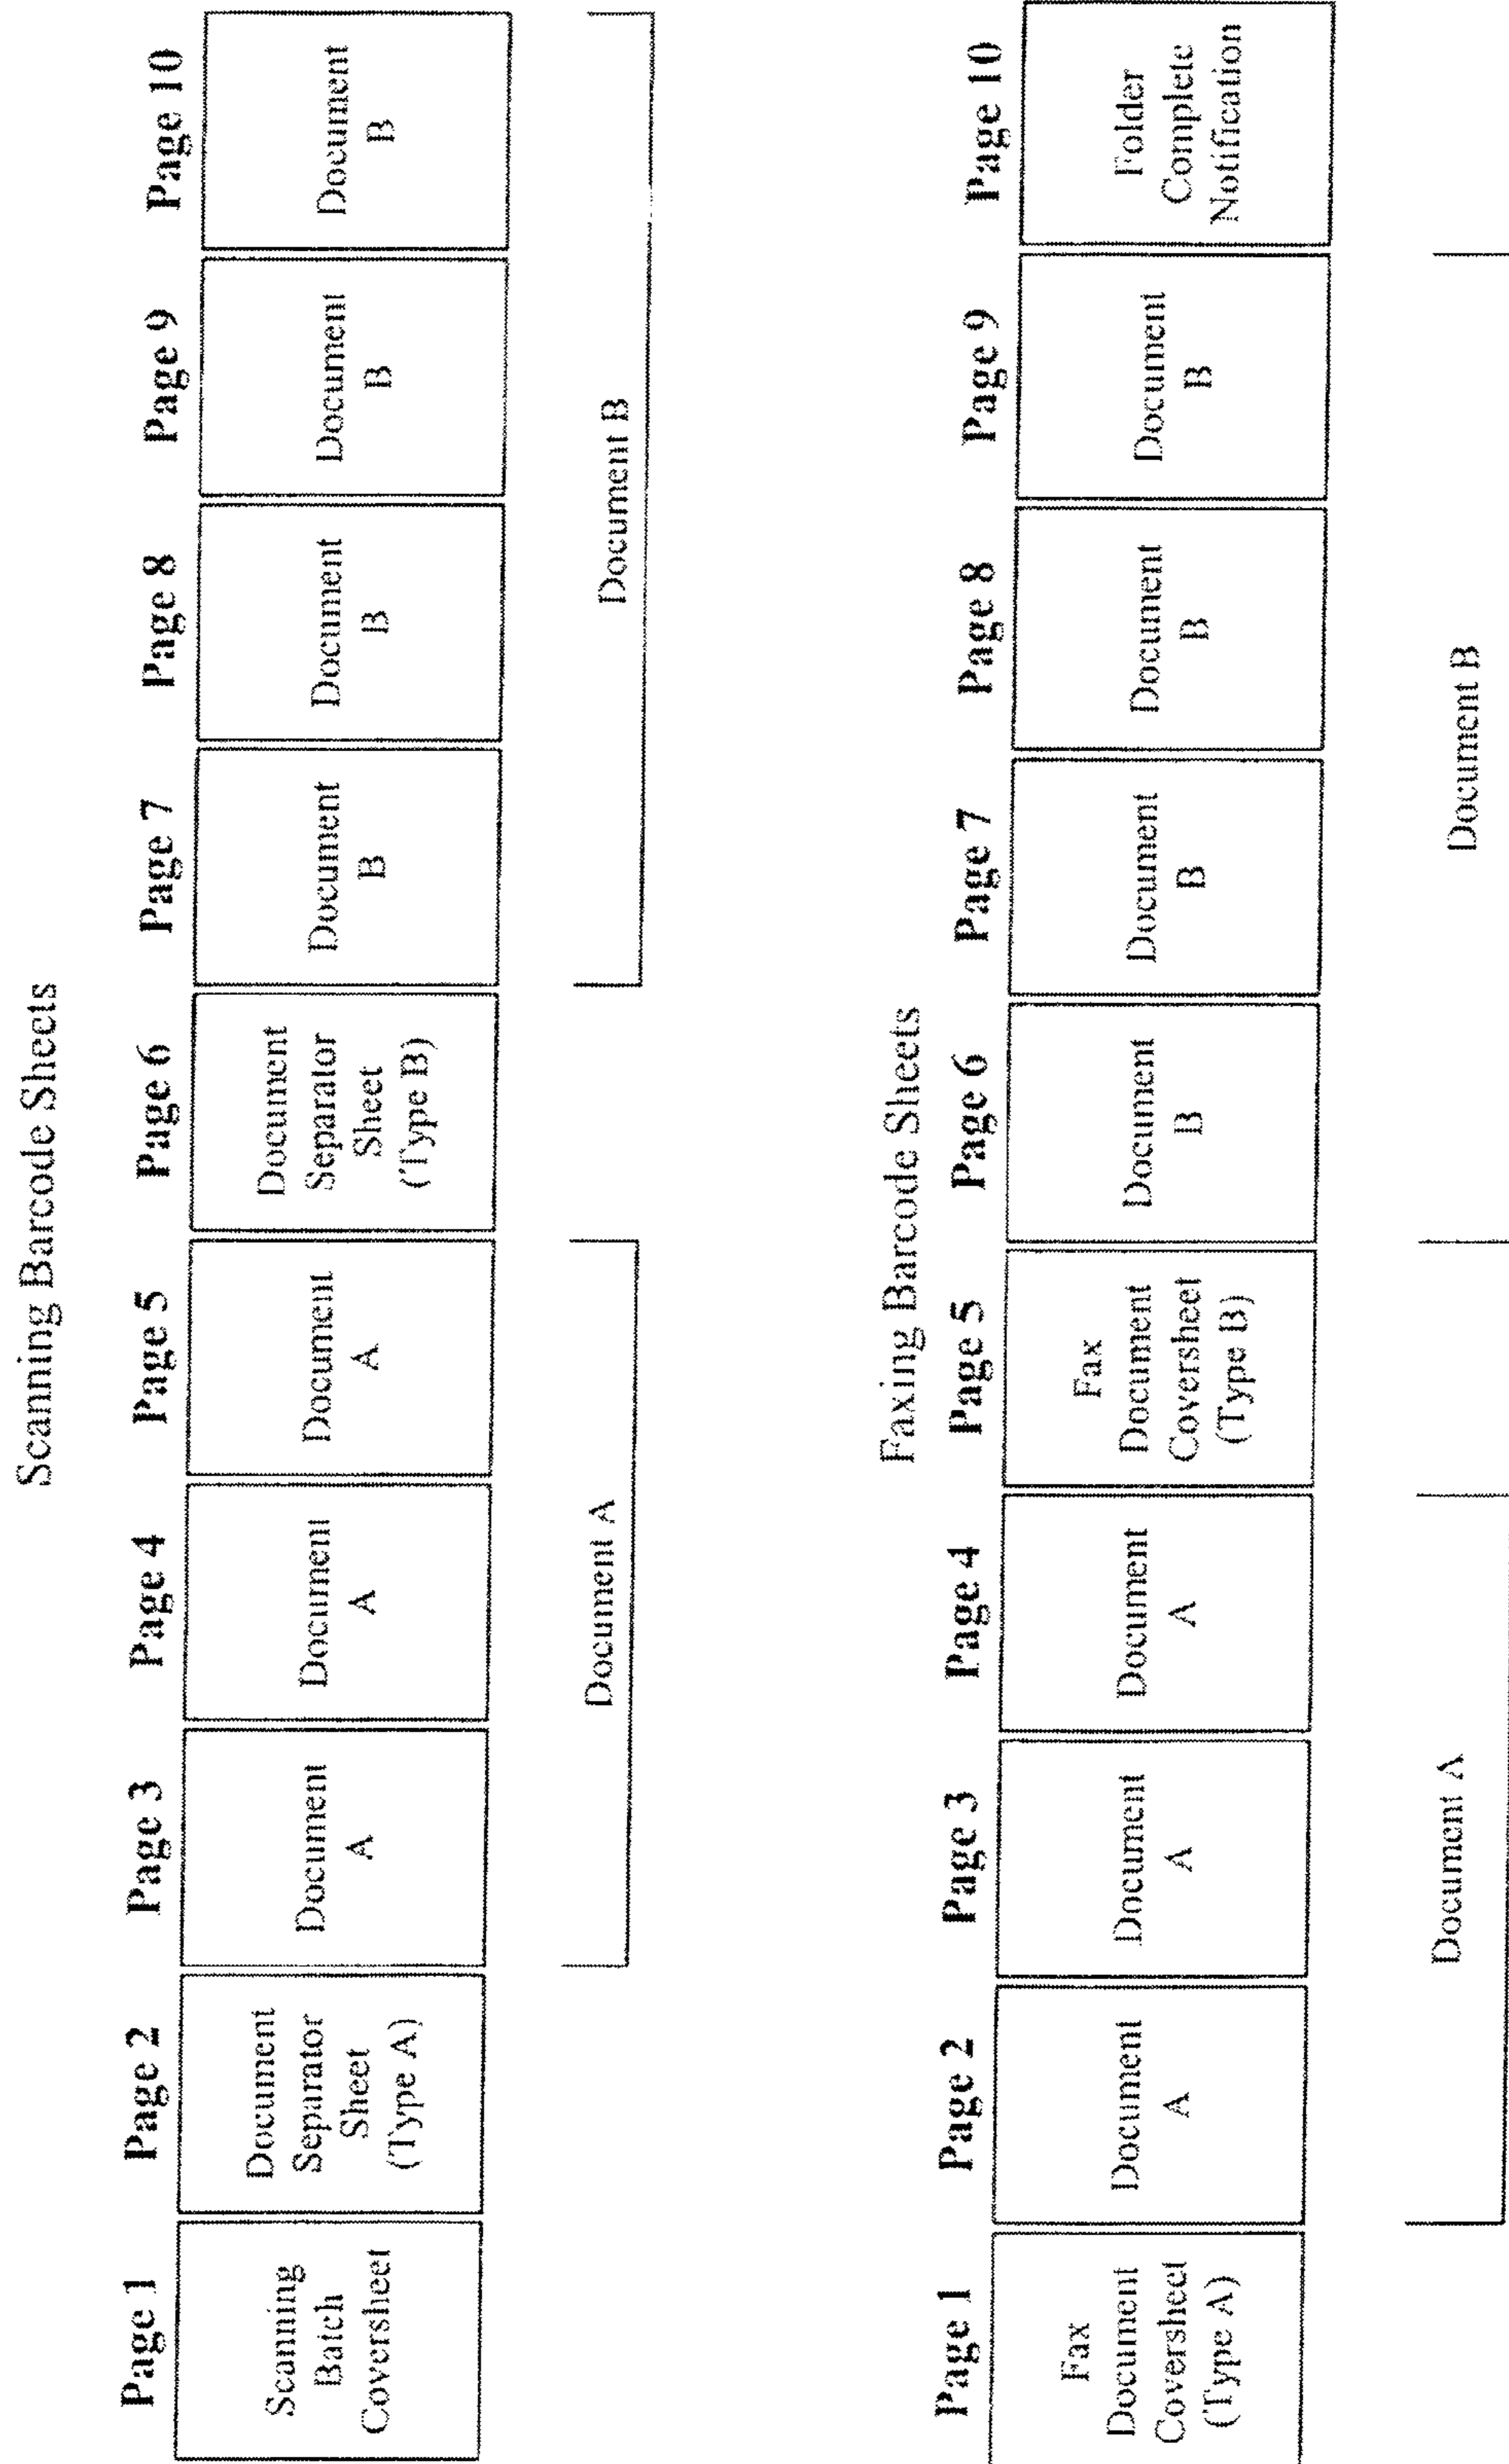 Scanning Barcode Sheets
Page 1
Page 2
Page 3
Page 4
Page 5
Page 6
Page 7
Page 8
Page 9
Page 10
Scanning
Batch
Coversheet
Document
Separator
Sheet
(Type A)
Document
A
Document
A
Document
A
Document
Separator
Sheet
(Type B)
Document
B
Document
B
Document
B
Document
B
Document A
Document B
Faxing Barcode Sheets
Page 1
Page 2
Page 3
Page 4
Page 5
Page 6
Page 7
Page 8
Page 9
Page 10
Fax
Document
Coversheet
(Type A)
Document
A
Document
A
Document
A
Fax
Document
Coversheet
(Type B)
Document
B
Document
B
Document
B
Document
B
Folder
Complete
Notification
Document A
Document B